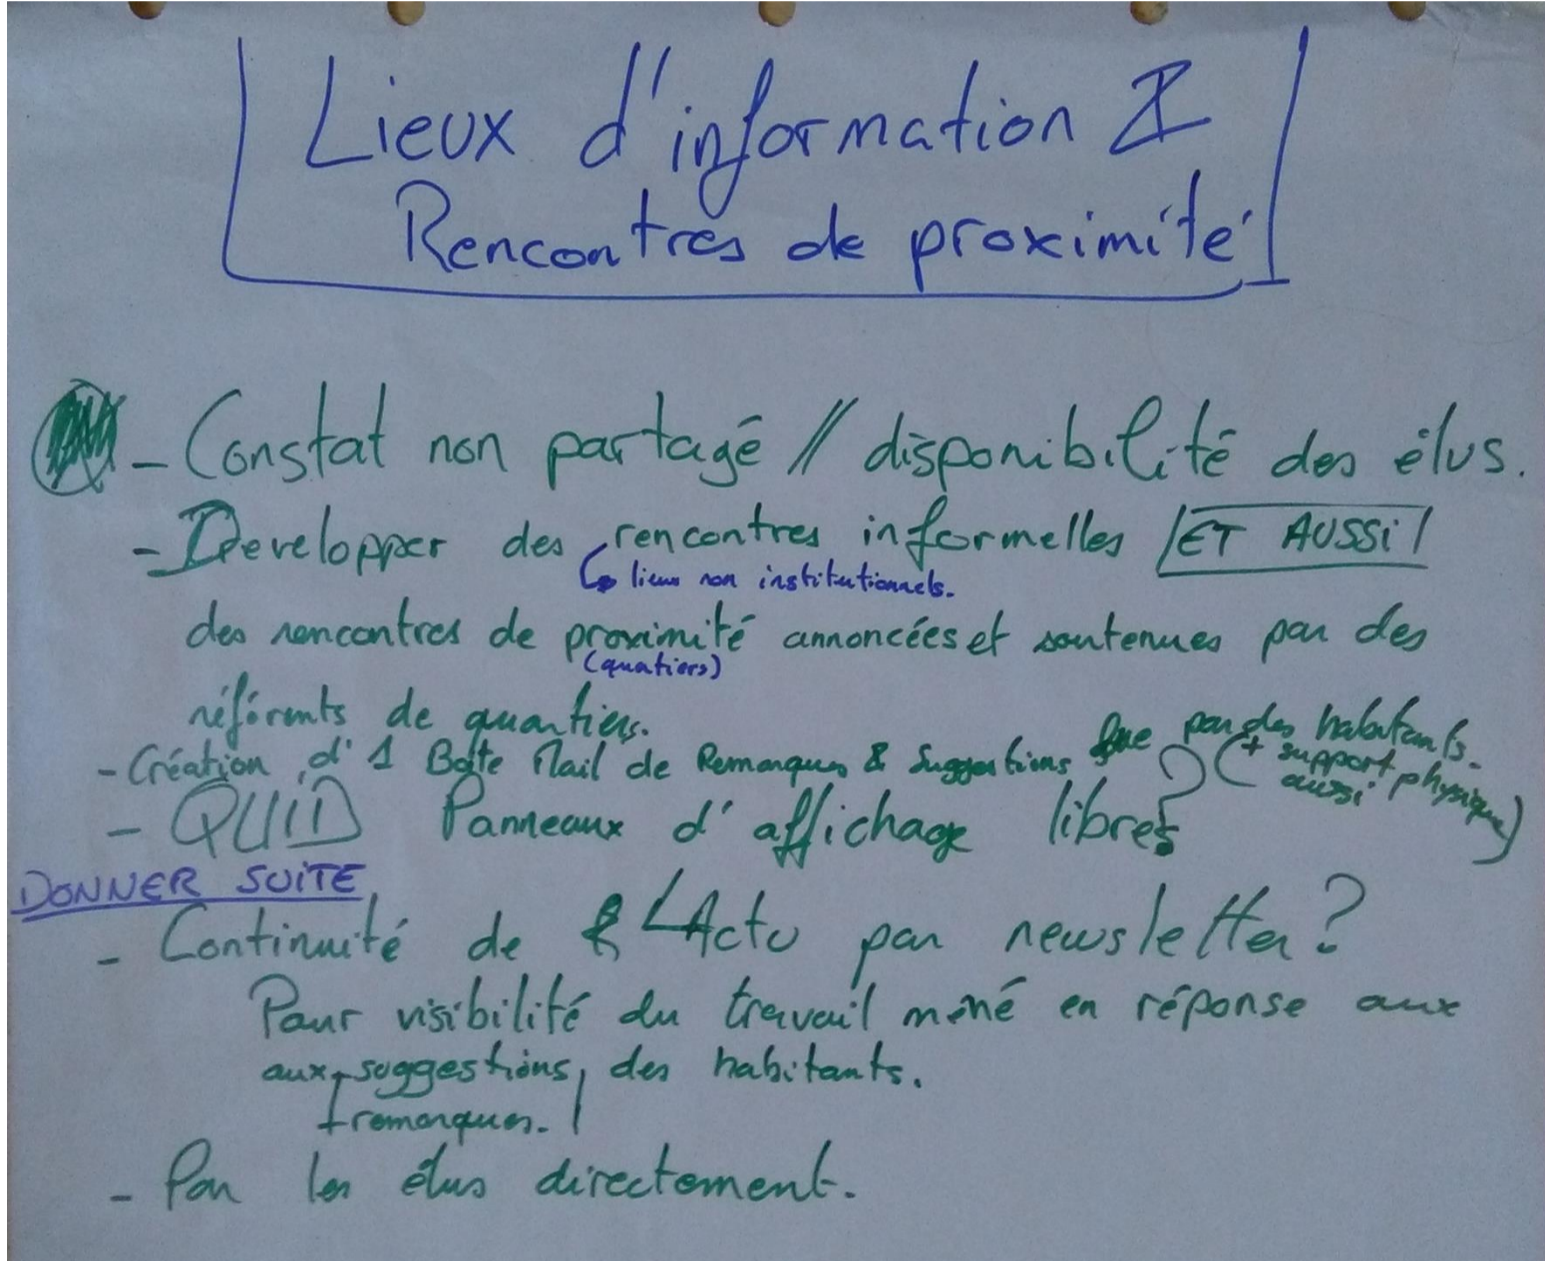 Lieux d'information &
Rencontres de proximité
- Constat non partagé // disponibilité des élus.
- Developper des rencontres informelles ET AUSSI
lieux non institutionnels.
des rencontres de proximité annoncées et soutenues par des
(quatiers)
référents de quartiers.
par des habitants.
- Création d'1 Boîte Mail de Remarques & Suggestions
(+ support physique aussi)
- QUID Panneaux d'affichage libres?
DONNER SUITE
- Continuité de L'Actu par newsletter?
Pour visibilité du travail mené en réponse aux
aux suggestions, des habitants.
+ remarques.
- Par les élus directement.